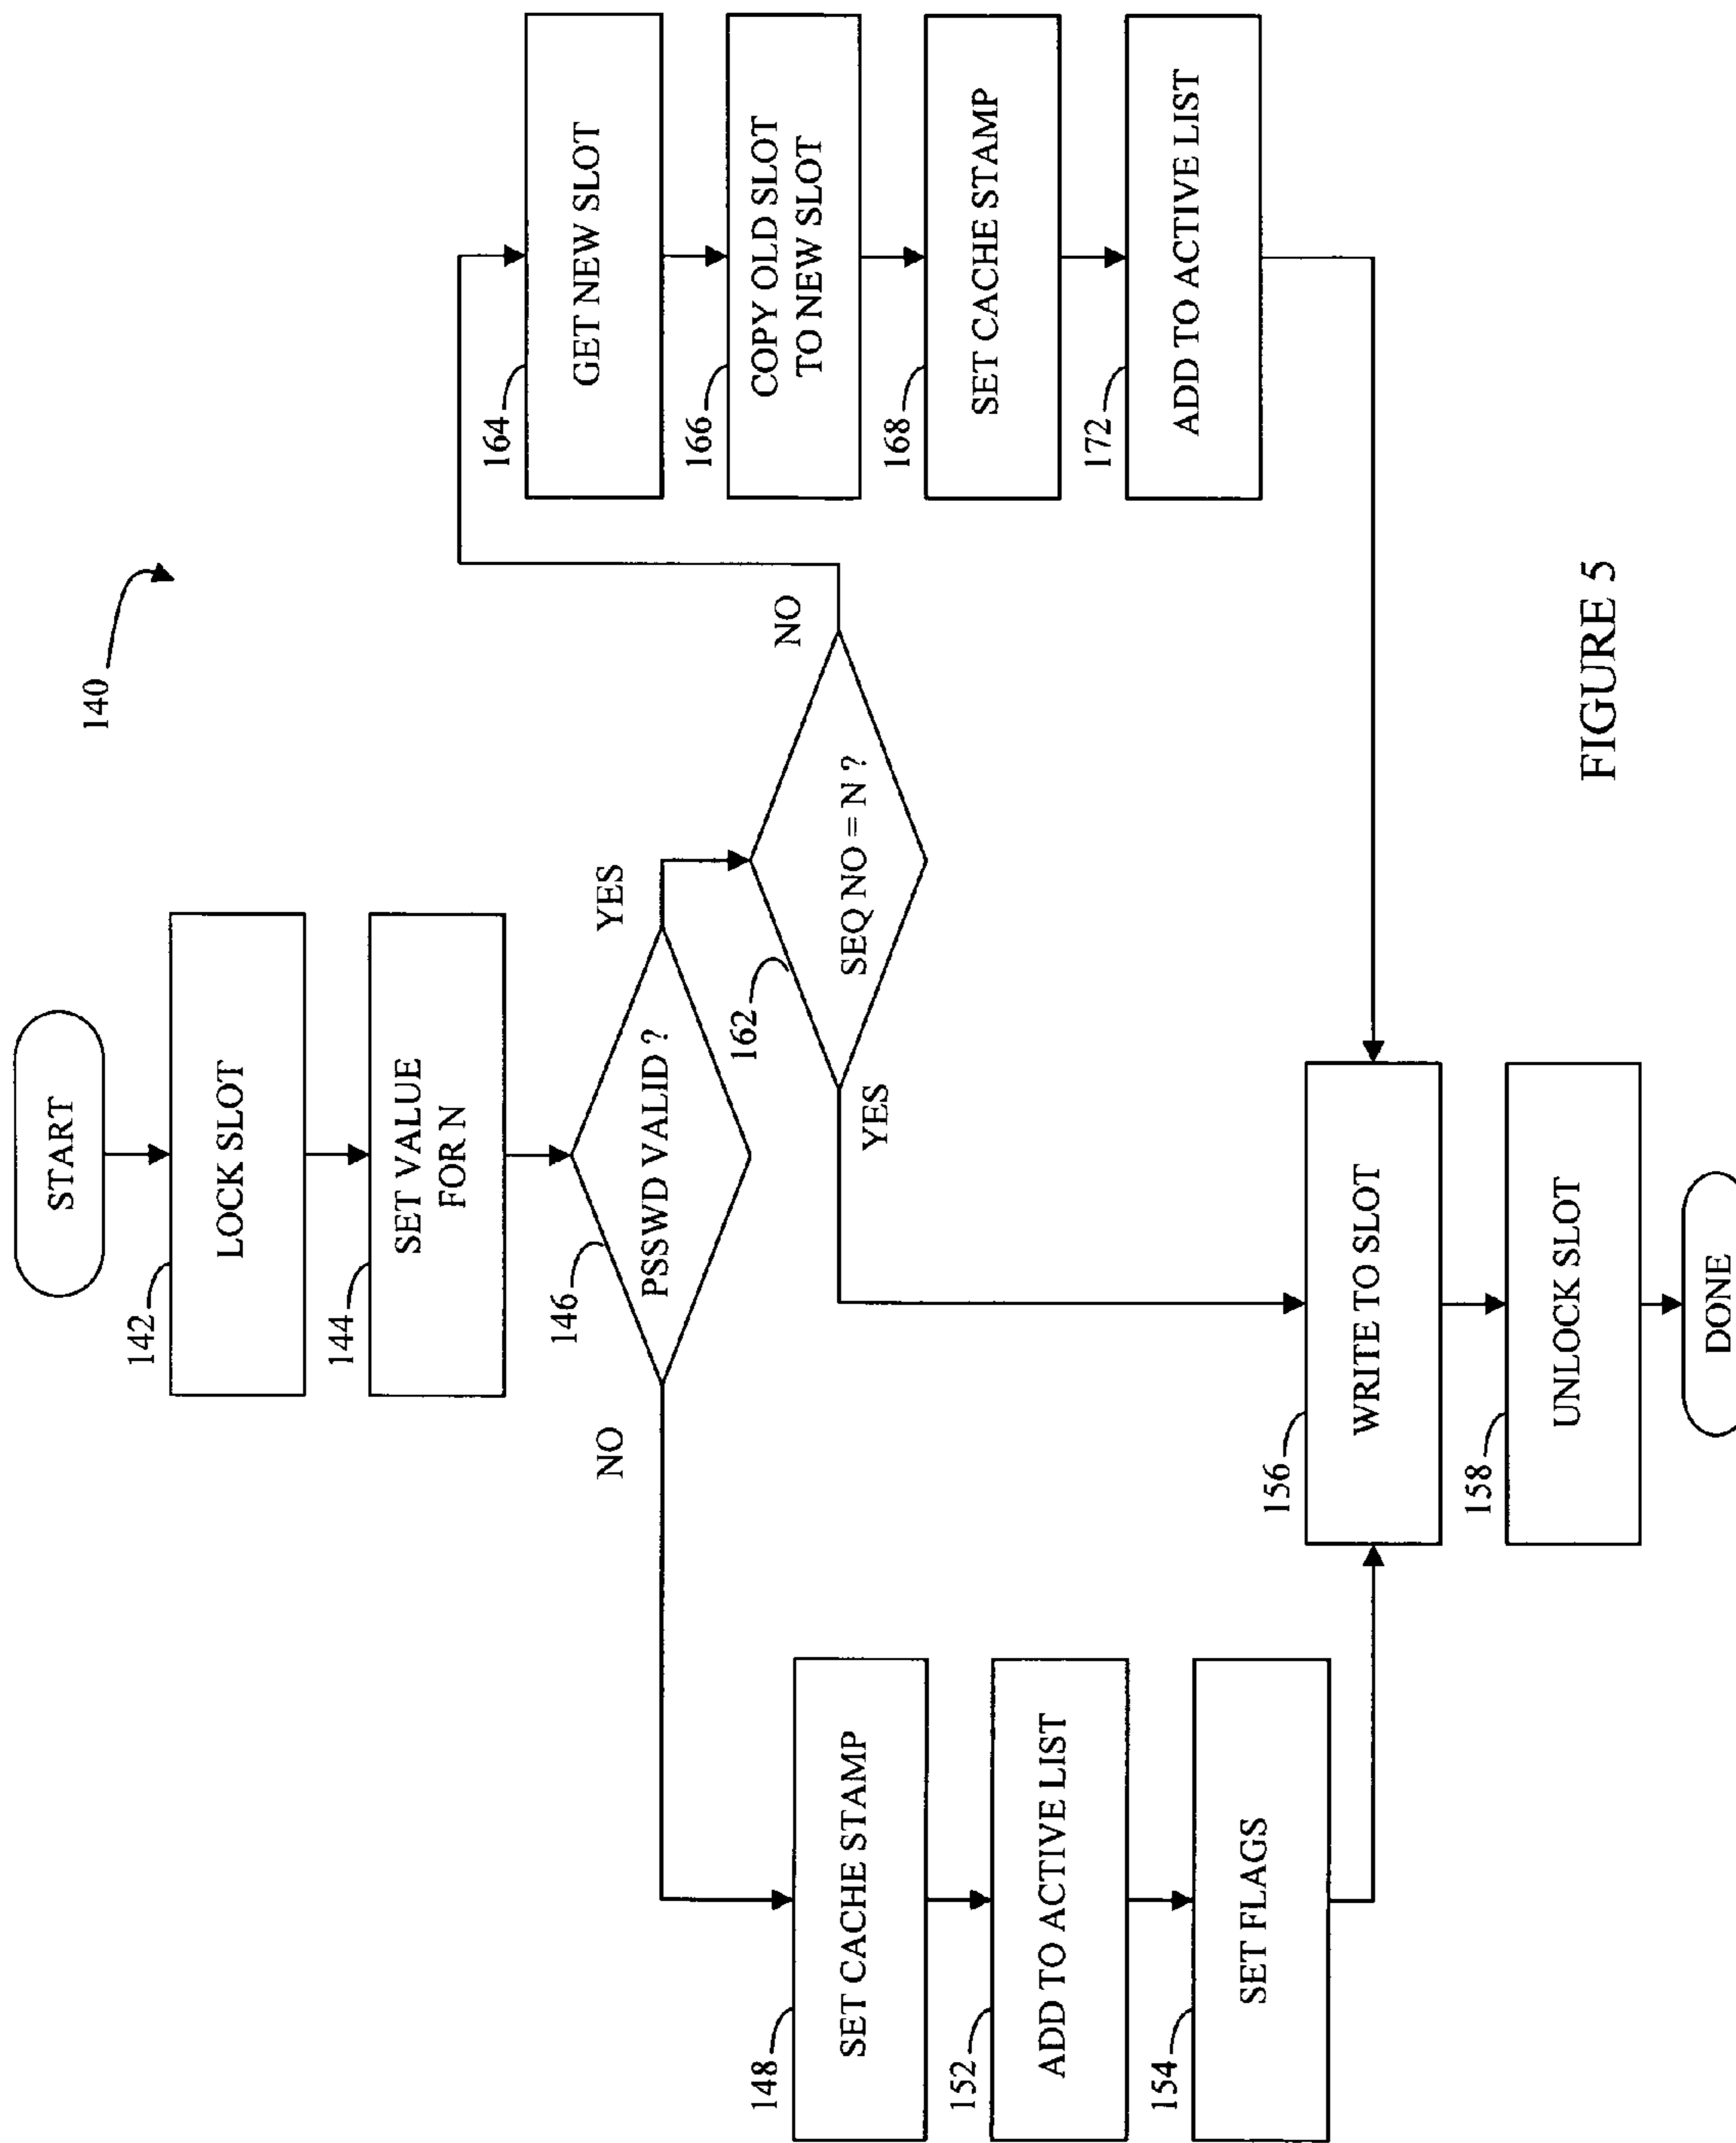 140
START
142
LOCK SLOT
144
SET VALUE
FOR N
146
PSSWD VALID ?
NO
YES
162
SEQ NO = N ?
YES
NO
148
SET CACHE STAMP
152
ADD TO ACTIVE LIST
154
SET FLAGS
164
GET NEW SLOT
166
COPY OLD SLOT
TO NEW SLOT
168
SET CACHE STAMP
172
ADD TO ACTIVE LIST
156
WRITE TO SLOT
158
UNLOCK SLOT
DONE
FIGURE 5